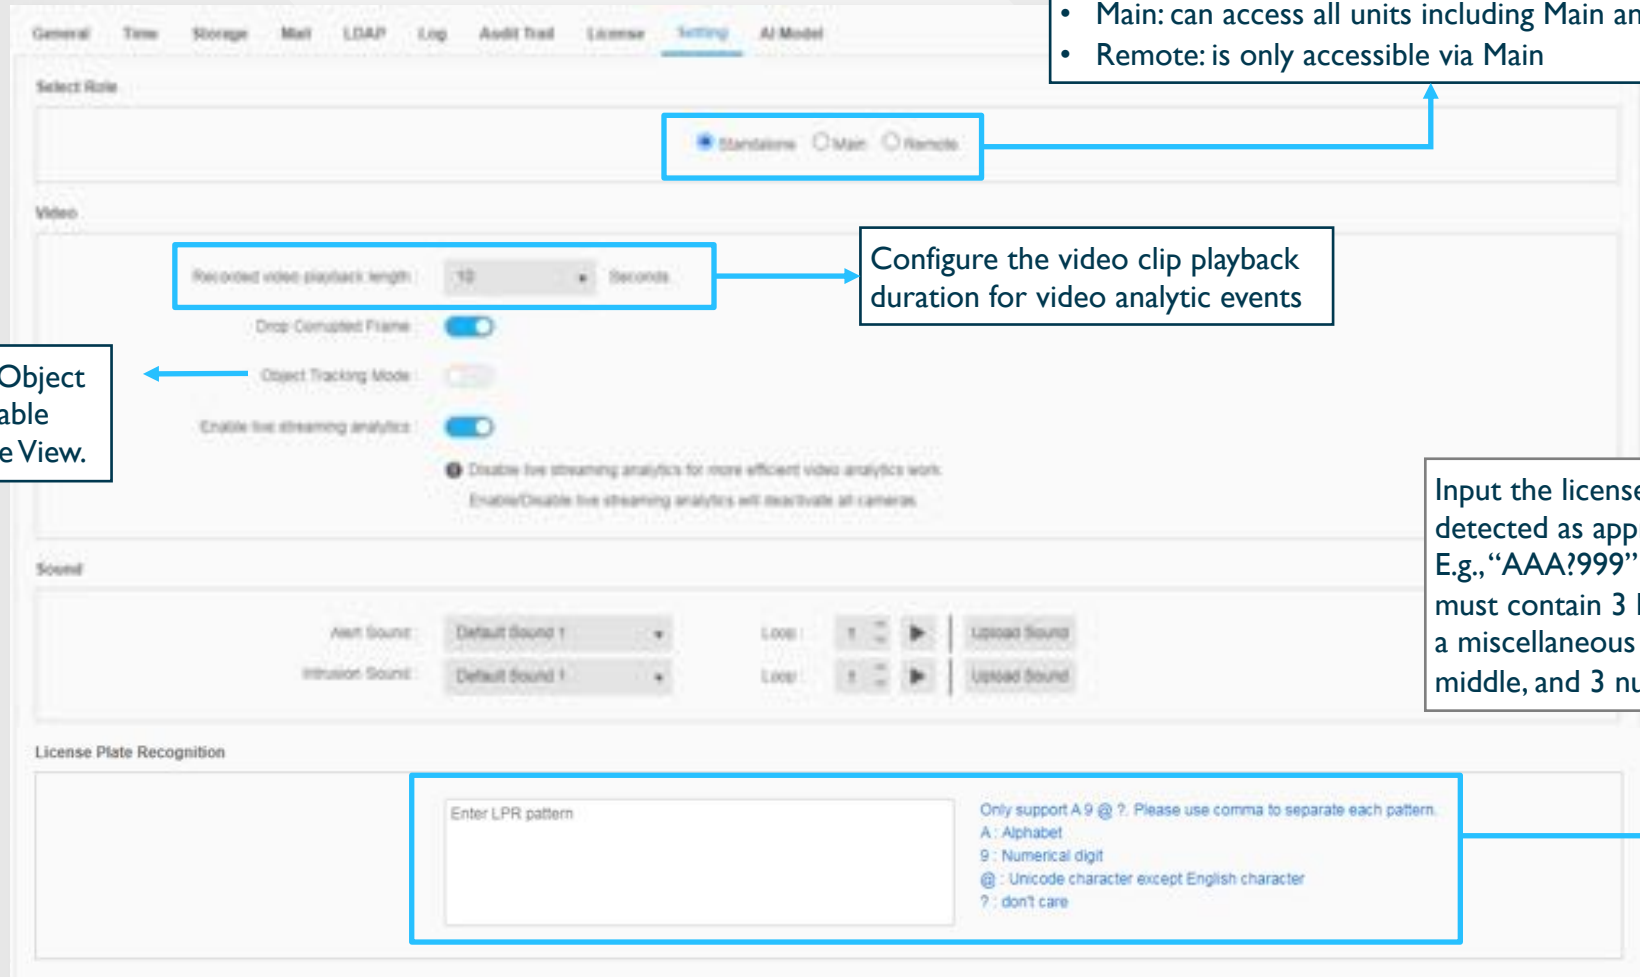 • Main: can access all units including Main an
• Remote: is only accessible via Main
General Time Storage Mail LDAP Log Audit Trail License Setting AI Model
Select Role
Standalone Main Remote
Video
Recorded video playback length : 10 Seconds
Configure the video clip playback
duration for video analytic events
Drop Corrupted Frame :
Object Tracking Mode :
Object
able
e View.
Enable live streaming analytics :
Disable live streaming analytics for more efficient video analytics work.
Enable/Disable live streaming analytics will deactivate all cameras.
Input the license
detected as app
E.g., “AAA?999”
must contain 3
a miscellaneous
middle, and 3 nu
Sound
Alert Sound : Default Sound 1 Loop : 1 Upload Sound
Intrusion Sound : Default Sound 1 Loop : 1 Upload Sound
License Plate Recognition
Enter LPR pattern
Only support A 9 @ ?. Please use comma to separate each pattern.
A : Alphabet
9 : Numerical digit
@ : Unicode character except English character
? : don't care